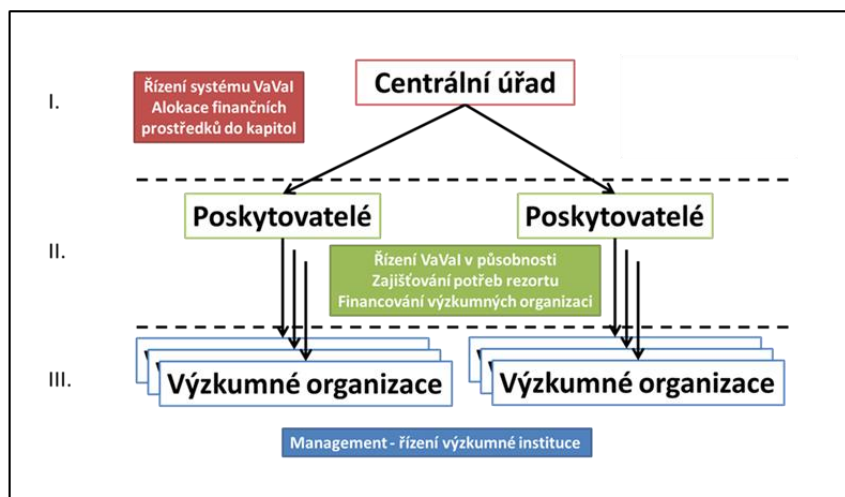 I.
Řízení systému VaVaI
Alokace finančních
prostředků do kapitol
Centrální úřad
Poskytovatelé
Poskytovatelé
II.
Řízení VaVaI v působnosti
Zajišťování potřeb rezortu
Financování výzkumných organizaci
III.
Výzkumné organizace
Výzkumné organizace
Management - řízení výzkumné instituce